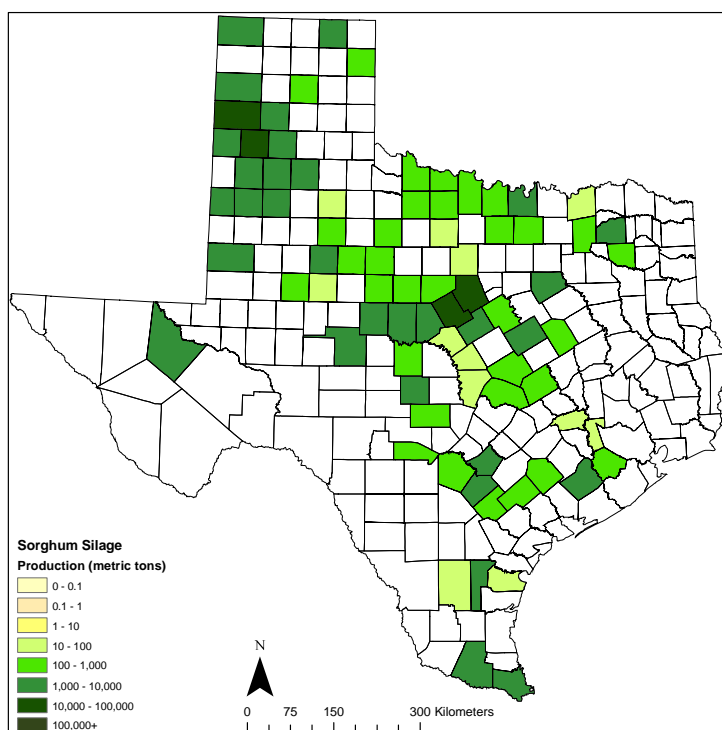 Sorghum Silage
Production (metric tons)
0 - 0.1
0.1 - 1
1 - 10
10 - 100
100 - 1,000
1,000 - 10,000
10,000 - 100,000
100,000+
N
0 75 150 300 Kilometers